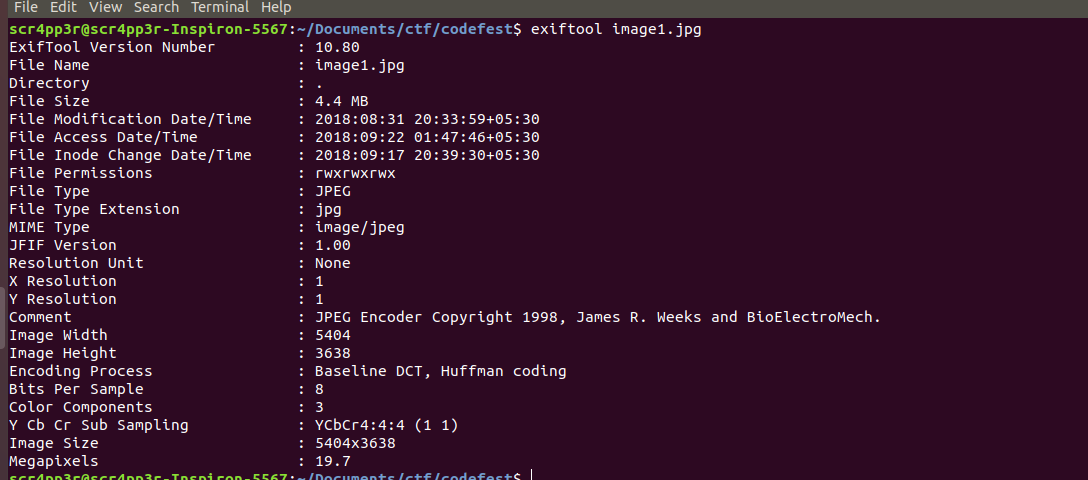 File Edit View Search Terminal Help
scr4pp3r@scr4pp3r-Inspiron-5567:~/Documents/ctf/codefest$ exiftool image1.jpg
ExifTool Version Number : 10.80
File Name : image1.jpg
Directory : .
File Size : 4.4 MB
File Modification Date/Time : 2018:08:31 20:33:59+05:30
File Access Date/Time : 2018:09:22 01:47:46+05:30
File Inode Change Date/Time : 2018:09:17 20:39:30+05:30
File Permissions : rwxrwxrwx
File Type : JPEG
File Type Extension : jpg
MIME Type : image/jpeg
JFIF Version : 1.00
Resolution Unit : None
X Resolution : 1
Y Resolution : 1
Comment : JPEG Encoder Copyright 1998, James R. Weeks and BioElectroMech.
Image Width : 5404
Image Height : 3638
Encoding Process : Baseline DCT, Huffman coding
Bits Per Sample : 8
Color Components : 3
Y Cb Cr Sub Sampling : YCbCr4:4:4 (1 1)
Image Size : 5404x3638
Megapixels : 19.7
scr4pp3r@scr4pp3r-Inspiron-5567:~/Documents/ctf/codefest$